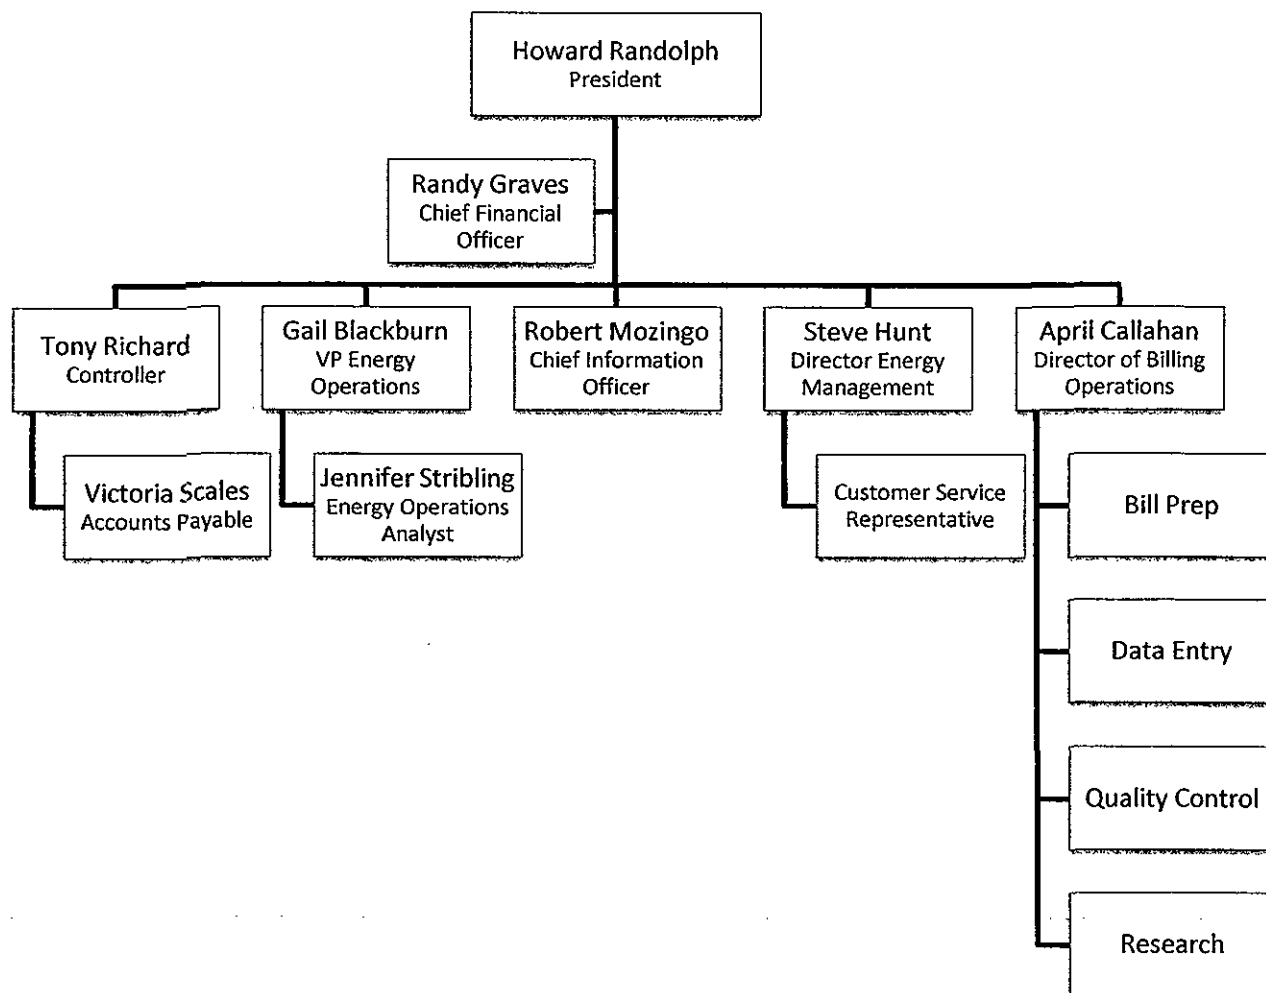 Howard Randolph
President
Randy Graves
Chief Financial
Officer
Tony Richard
Controller
Gail Blackburn
VP Energy
Operations
Robert Mozingo
Chief Information
Officer
Steve Hunt
Director Energy
Management
April Callahan
Director of Billing
Operations
Victoria Scales
Accounts Payable
Jennifer Stribling
Energy Operations
Analyst
Customer Service
Representative
Bill Prep
Data Entry
Quality Control
Research